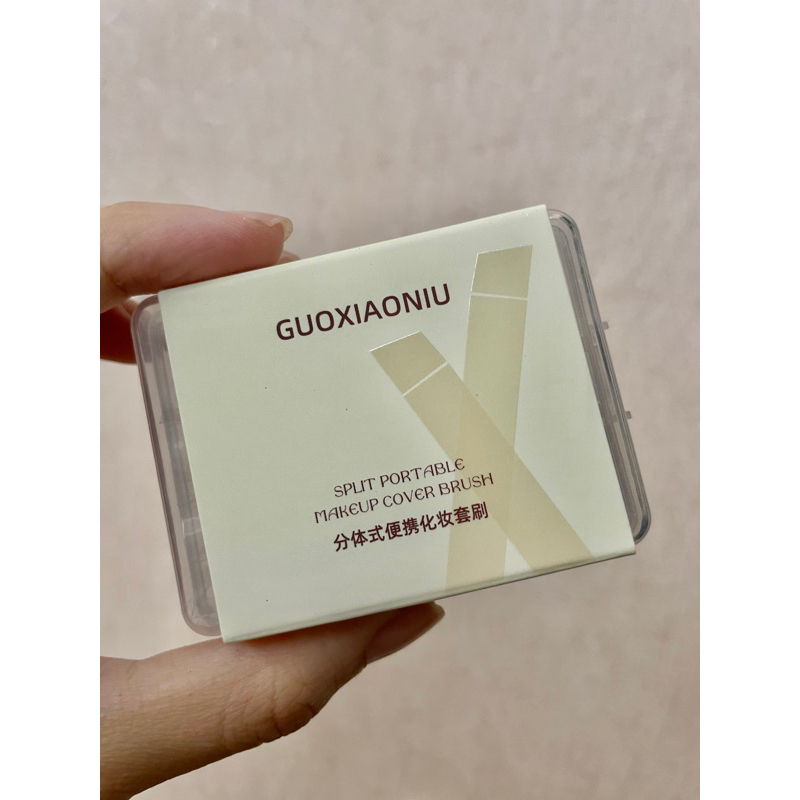 GUOXIAONIU
SPLIT PORTABLE
MAKEUP COVER BRUSH
分体式便携化妆套刷